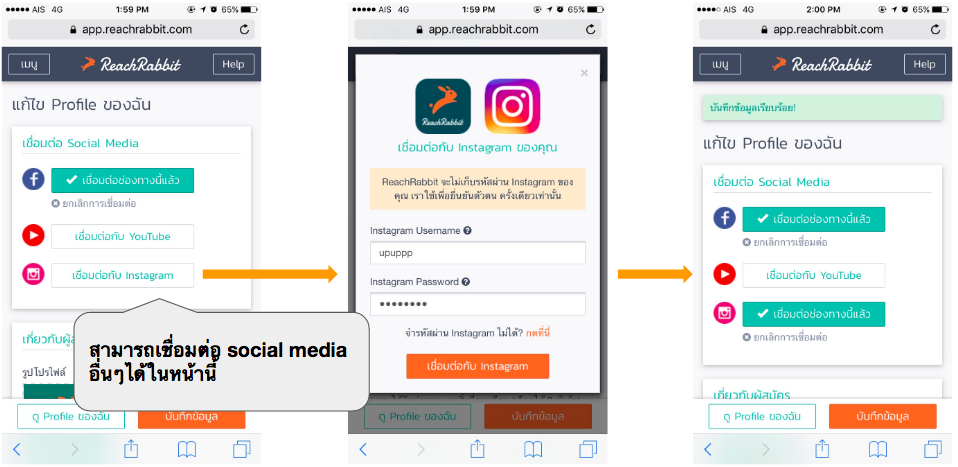 AIS 4G 1:59 PM 65%
app.reachrabbit.com
เมนู ReachRabbit Help
แก้ไข Profile ของฉัน
เชื่อมต่อ Social Media
เชื่อมต่อช่องทางนี้แล้ว
ยกเลิกการเชื่อมต่อ
เชื่อมต่อกับ YouTube
เชื่อมต่อกับ Instagram
สามารถเชื่อมต่อ social media
อื่นๆได้ในหน้านี้
เกี่ยวกับผู้
รูปโปรไฟล์
ดู Profile ของฉัน บันทึกข้อมูล
AIS 4G 1:59 PM 65%
app.reachrabbit.com
ReachRabbit
เชื่อมต่อกับ Instagram ของคุณ
ReachRabbit จะไม่เก็บรหัสผ่าน Instagram ของ
คุณ เราใช้เพื่อยืนยันตัวตน ครั้งเดียวเท่านั้น
Instagram Username
upuppp
Instagram Password
จำรหัสผ่าน Instagram ไม่ได้? กดที่นี่
เชื่อมต่อกับ Instagram
ดู Profile ของฉัน บันทึกข้อมูล
AIS 4G 2:00 PM 65%
app.reachrabbit.com
เมนู ReachRabbit Help
บันทึกข้อมูลเรียบร้อย!
แก้ไข Profile ของฉัน
เชื่อมต่อ Social Media
เชื่อมต่อช่องทางนี้แล้ว
ยกเลิกการเชื่อมต่อ
เชื่อมต่อกับ YouTube
เชื่อมต่อช่องทางนี้แล้ว
ยกเลิกการเชื่อมต่อ
เกี่ยวกับผู้สมัคร
ดู Profile ของฉัน บันทึกข้อมูล